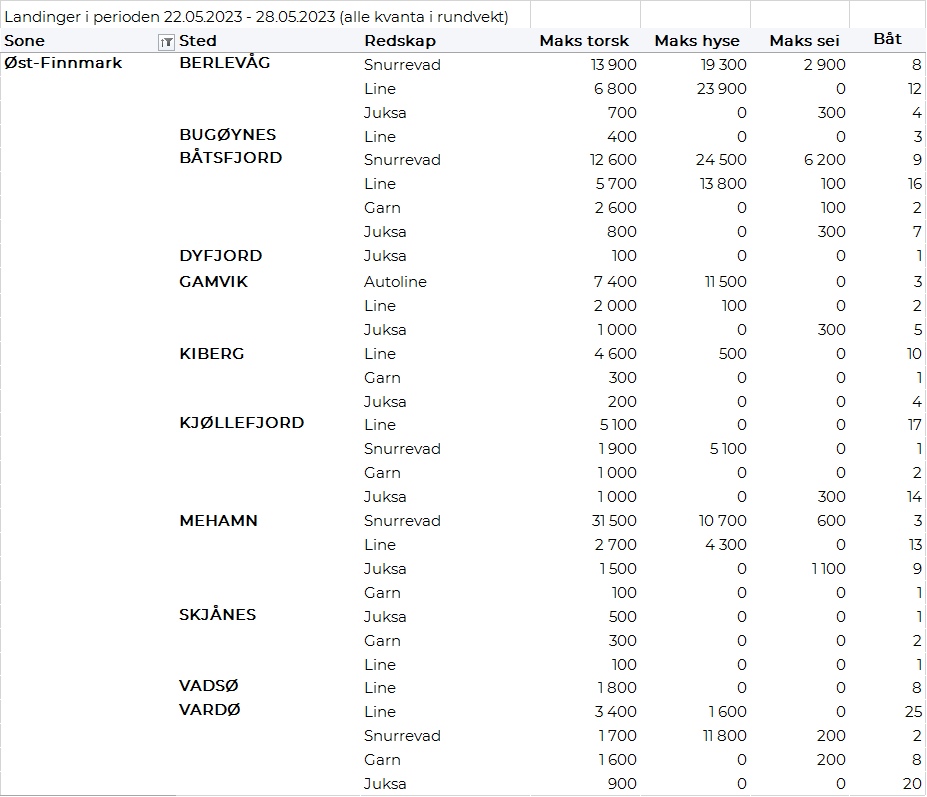 Landinger i perioden 22.05.2023 - 28.05.2023 (alle kvanta i rundvekt)
Sone Sted Redskap Maks torsk Maks hyse Maks sei Båt
Øst-Finnmark BERLEVÅG Snurrevad 13 900 19 300 2 900 8
Line 6 800 23 900 0 12
Juksa 700 0 300 4
BUGØYNES Line 400 0 0 3
BÅTSFJORD Snurrevad 12 600 24 500 6 200 9
Line 5 700 13 800 100 16
Garn 2 600 0 100 2
Juksa 800 0 300 7
DYFJORD Juksa 100 0 0 1
GAMVIK Autoline 7 400 11 500 0 3
Line 2 000 100 0 2
Juksa 1 000 0 300 5
KIBERG Line 4 600 500 0 10
Garn 300 0 0 1
Juksa 200 0 0 4
KJØLLEFJORD Line 5 100 0 0 17
Snurrevad 1 900 5 100 0 1
Garn 1 000 0 0 2
Juksa 1 000 0 300 14
MEHAMN Snurrevad 31 500 10 700 600 3
Line 2 700 4 300 0 13
Juksa 1 500 0 1 100 9
Garn 100 0 0 1
SKJÅNES Juksa 500 0 0 1
Garn 300 0 0 2
Line 100 0 0 1
VADSØ Line 1 800 0 0 8
VARDØ Line 3 400 1 600 0 25
Snurrevad 1 700 11 800 200 2
Garn 1 600 0 200 8
Juksa 900 0 0 20